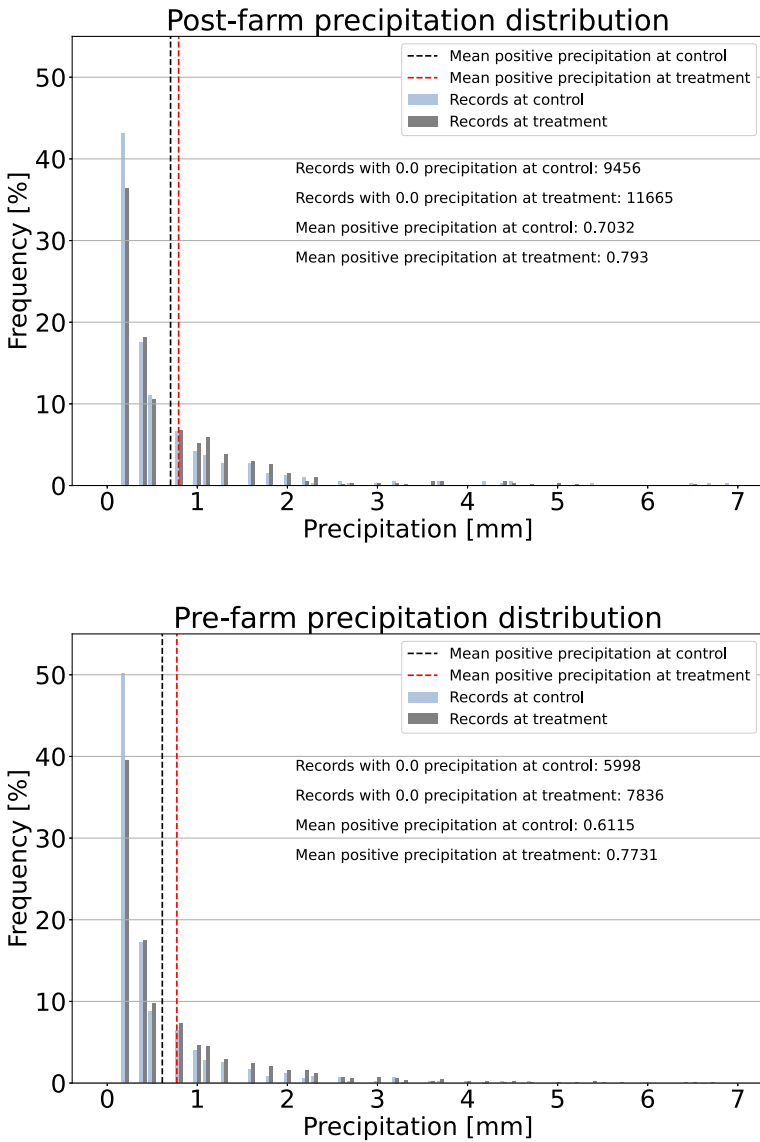 Post-farm precipitation distribution
Mean positive precipitation at control
Mean positive precipitation at treatment
Records at control
Records at treatment
Records with 0.0 precipitation at control: 9456
Records with 0.0 precipitation at treatment: 11665
Mean positive precipitation at control: 0.7032
Mean positive precipitation at treatment: 0.793
Frequency [%]
50
40
30
20
10
0
0 1 2 3 4 5 6 7
Precipitation [mm]
Pre-farm precipitation distribution
Mean positive precipitation at control
Mean positive precipitation at treatment
Records at control
Records at treatment
Records with 0.0 precipitation at control: 5998
Records with 0.0 precipitation at treatment: 7836
Mean positive precipitation at control: 0.6115
Mean positive precipitation at treatment: 0.7731
Frequency [%]
50
40
30
20
10
0
0 1 2 3 4 5 6 7
Precipitation [mm]